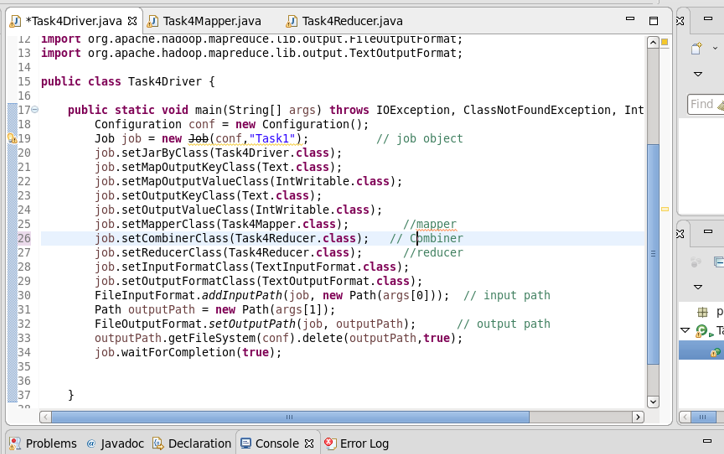 *Task4Driver.java Task4Mapper.java Task4Reducer.java
12 import org.apache.hadoop.mapreduce.lib.output.FileOutputFormat;
13 import org.apache.hadoop.mapreduce.lib.output.TextOutputFormat;
14
15 public class Task4Driver {
16
17 public static void main(String[] args) throws IOException, ClassNotFoundException, Int
18 Configuration conf = new Configuration();
19 Job job = new Job(conf,"Task1"); // job object
20 job.setJarByClass(Task4Driver.class);
21 job.setMapOutputKeyClass(Text.class);
22 job.setMapOutputValueClass(IntWritable.class);
23 job.setOutputKeyClass(Text.class);
24 job.setOutputValueClass(IntWritable.class);
25 job.setMapperClass(Task4Mapper.class); //mapper
26 job.setCombinerClass(Task4Reducer.class); // Combiner
27 job.setReducerClass(Task4Reducer.class); //reducer
28 job.setInputFormatClass(TextInputFormat.class);
29 job.setOutputFormatClass(TextOutputFormat.class);
30 FileInputFormat.addInputPath(job, new Path(args[0])); // input path
31 Path outputPath = new Path(args[1]);
32 FileOutputFormat.setOutputPath(job, outputPath); // output path
33 outputPath.getFileSystem(conf).delete(outputPath,true);
34 job.waitForCompletion(true);
35
36
37 }
Find
Problems @ Javadoc Declaration Console Error Log